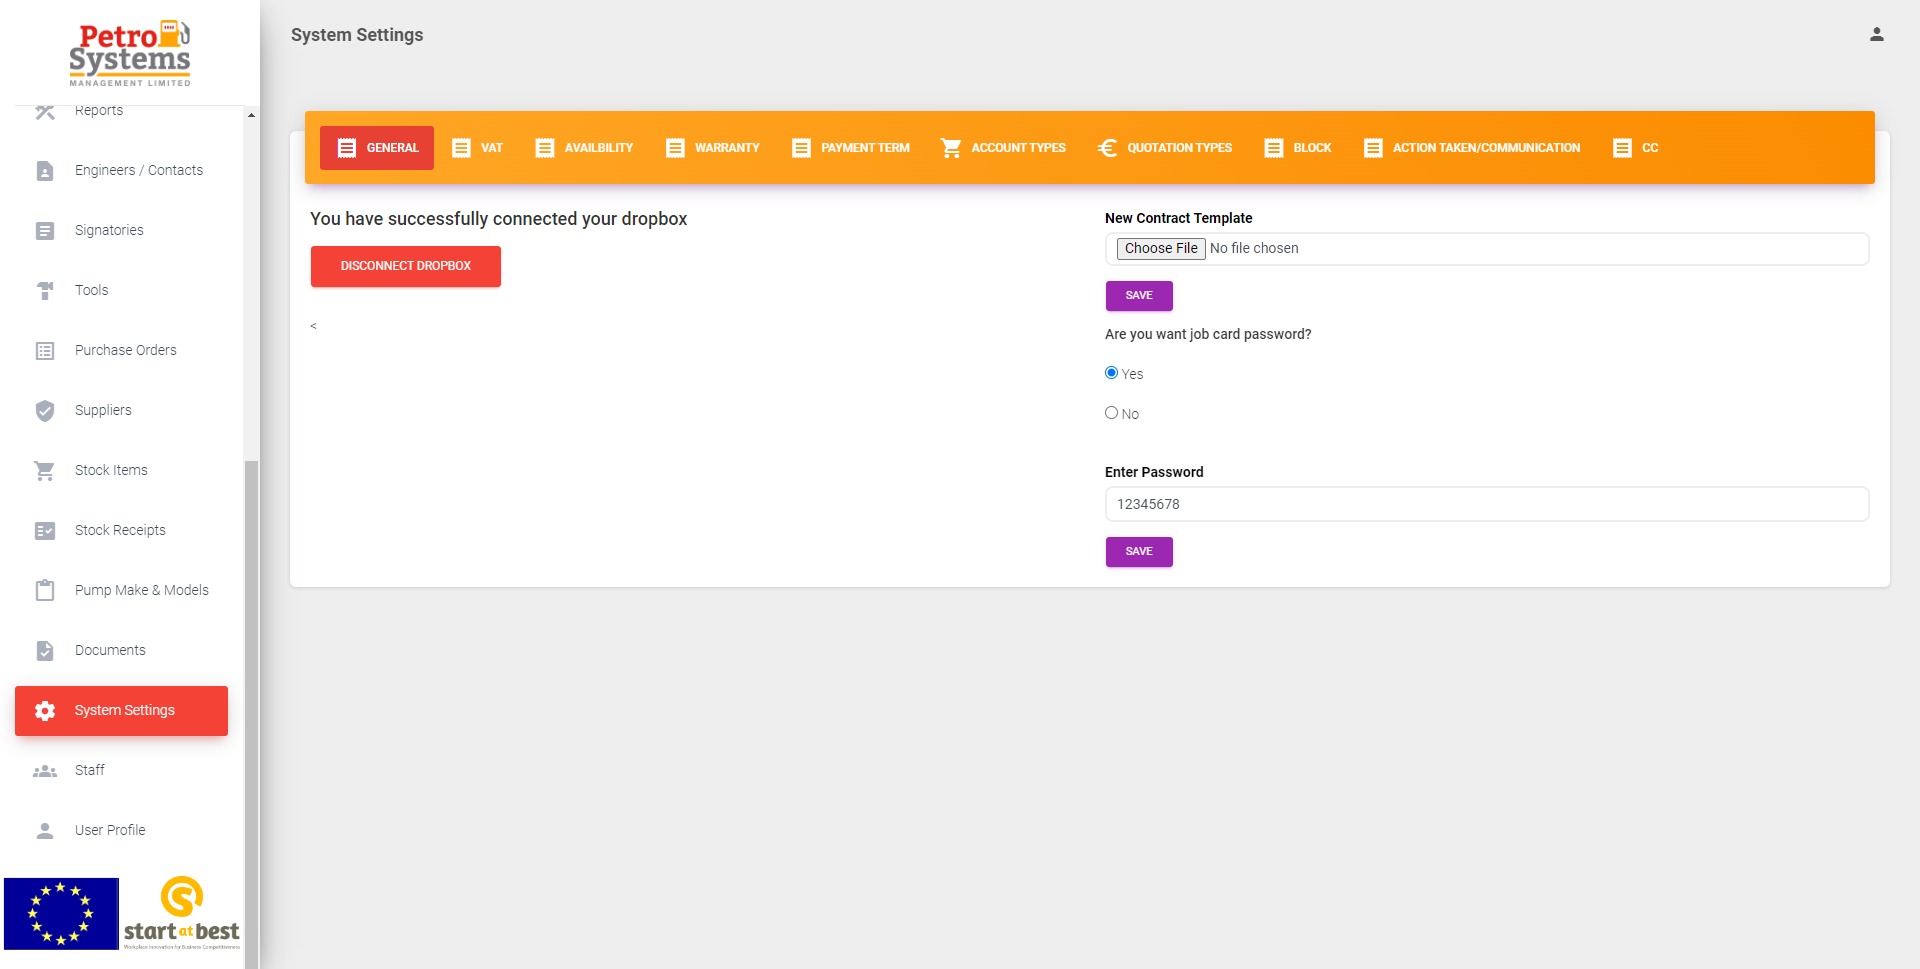 Petro
Systems
MANAGEMENT LIMITED
Reports
Engineers / Contacts
Signatories
Tools
Purchase Orders
Suppliers
Stock Items
Stock Receipts
Pump Make & Models
Documents
System Settings
Staff
User Profile
start at best
Workplace Innovation for Business Competitiveness
System Settings
GENERAL VAT AVAILBILITY WARRANTY PAYMENT TERM ACCOUNT TYPES QUOTATION TYPES BLOCK ACTION TAKEN/COMMUNICATION CC
You have successfully connected your dropbox
DISCONNECT DROPBOX
<
New Contract Template
Choose File No file chosen
SAVE
Are you want job card password?
Yes
No
Enter Password
12345678
SAVE